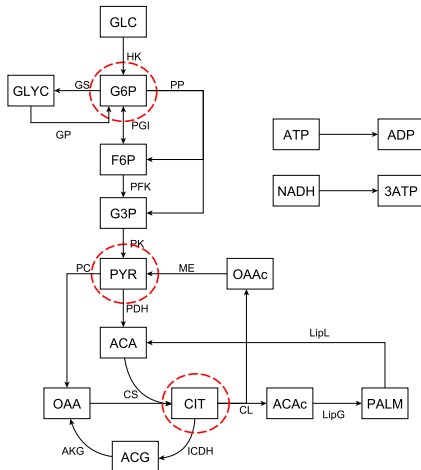 GLC
HK
GS
PP
GLYC
G6P
GP
PGI
ATP
ADP
F6P
PFK
NADH
3ATP
G3P
PK
PC
ME
PYR
OAAc
PDH
LipL
ACA
CS
OAA
CIT
CL
ACAc
LipG
PALM
AKG
ICDH
ACG